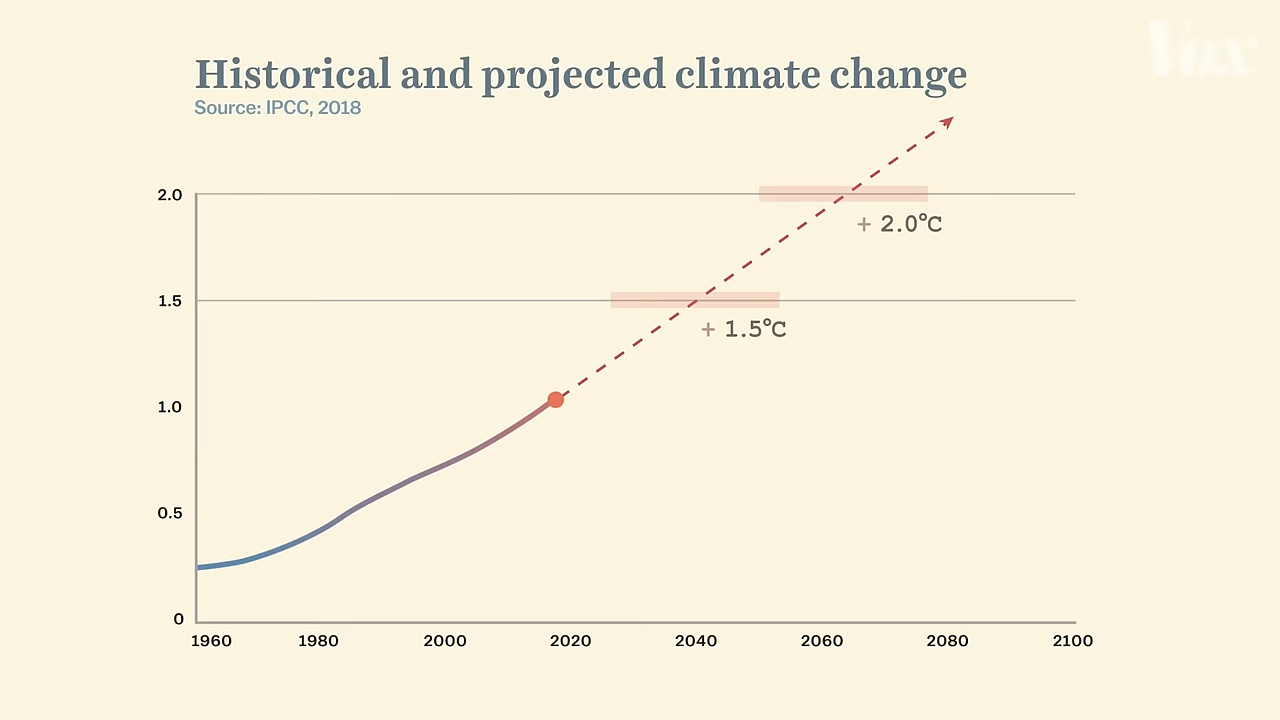 Vox
Historical and projected climate change
Source: IPCC, 2018
2.0
+ 2.0°C
1.5
+ 1.5°C
1.0
0.5
0
1960 1980 2000 2020 2040 2060 2080 2100